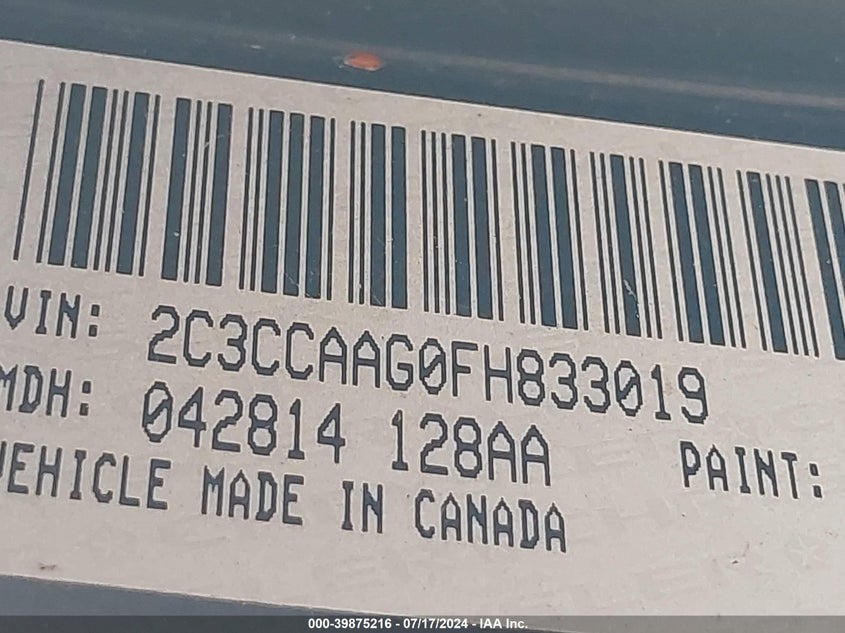 VIN: 2C3CCAAG0FH833019
MDH: 042814 128AA PAINT:
VEHICLE MADE IN CANADA
000-39875216 - 07/17/2024 - IAA Inc.